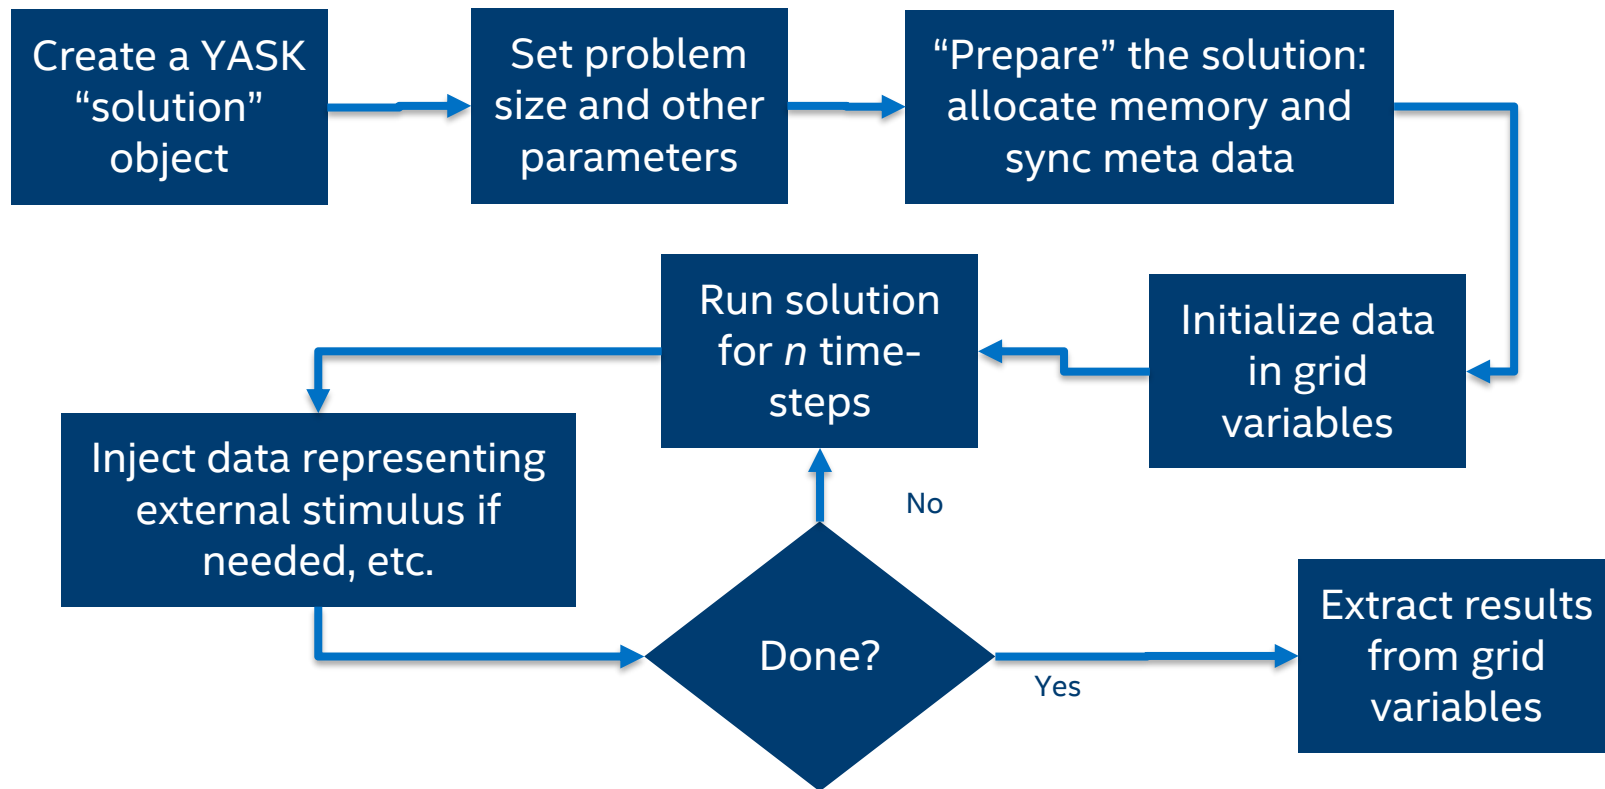 Create a YASK
“solution”
object
Set problem
size and other
parameters
“Prepare” the solution:
allocate memory and
sync meta data
Initialize data
in grid
variables
Run solution
for n time-
steps
Inject data representing
external stimulus if
needed, etc.
Done?
No
Yes
Extract results
from grid
variables